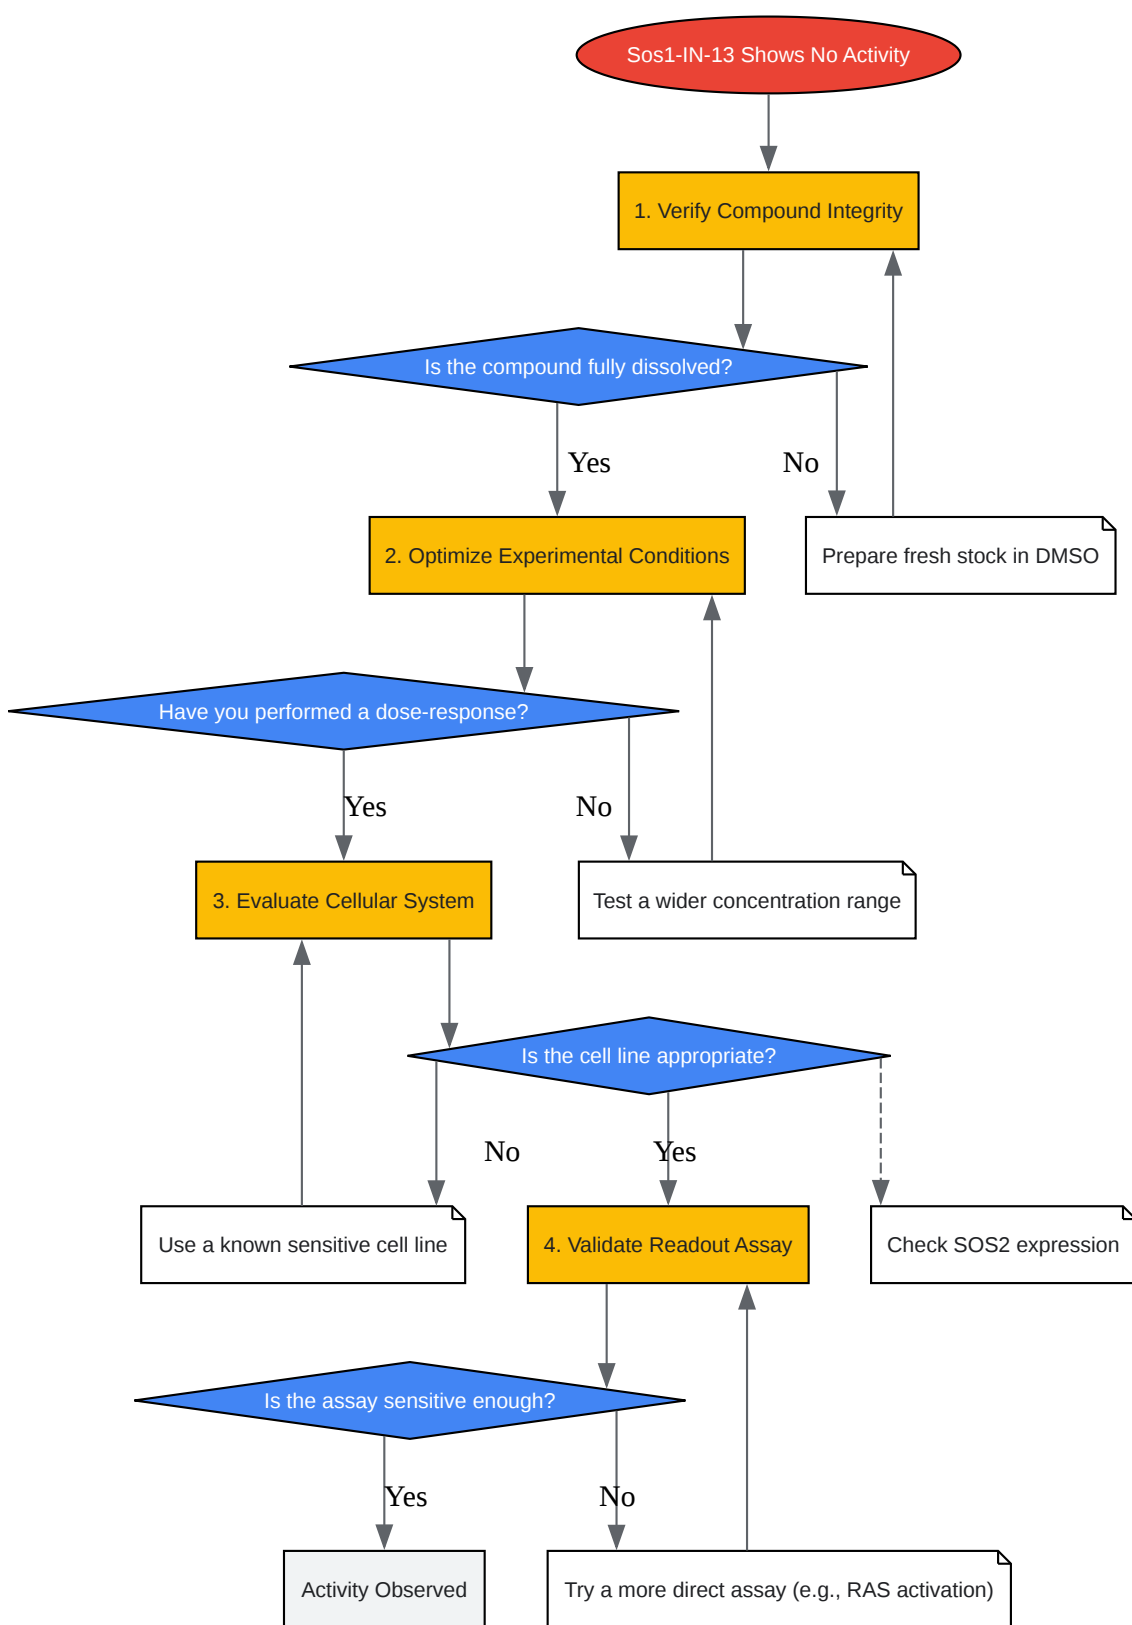 Sos1-IN-13 Shows No Activity
1. Verify Compound Integrity
Is the compound fully dissolved?
Yes
No
2. Optimize Experimental Conditions
Prepare fresh stock in DMSO
Have you performed a dose-response?
Yes
No
3. Evaluate Cellular System
Test a wider concentration range
Is the cell line appropriate?
No
Yes
Use a known sensitive cell line
4. Validate Readout Assay
Check SOS2 expression
Is the assay sensitive enough?
Yes
No
Activity Observed
Try a more direct assay (e.g., RAS activation)